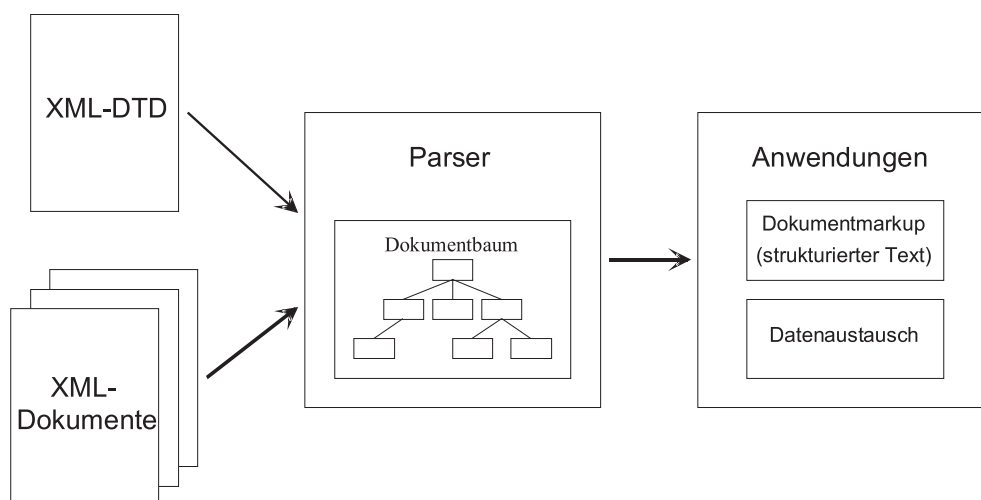 XML-DTD
XML-
Dokumente
Parser
Dokumentbaum
Anwendungen
Dokumentmarkup
(strukturierter Text)
Datenaustausch